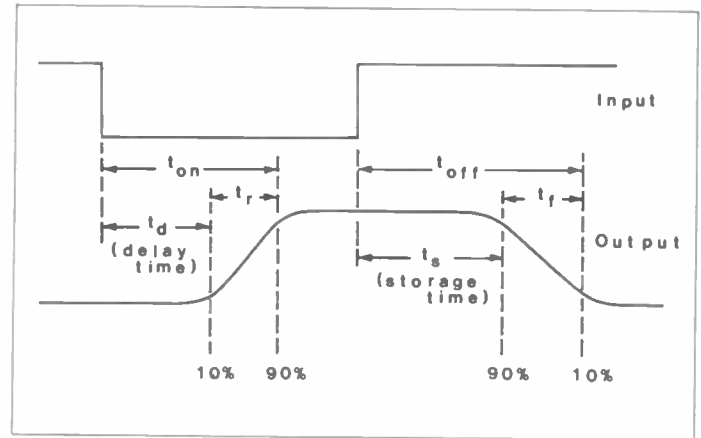 Input
t_on
t_off
t_r
t_f
t_d
(delay
time)
Output
t_s
(storage
time)
10% 90% 90% 10%